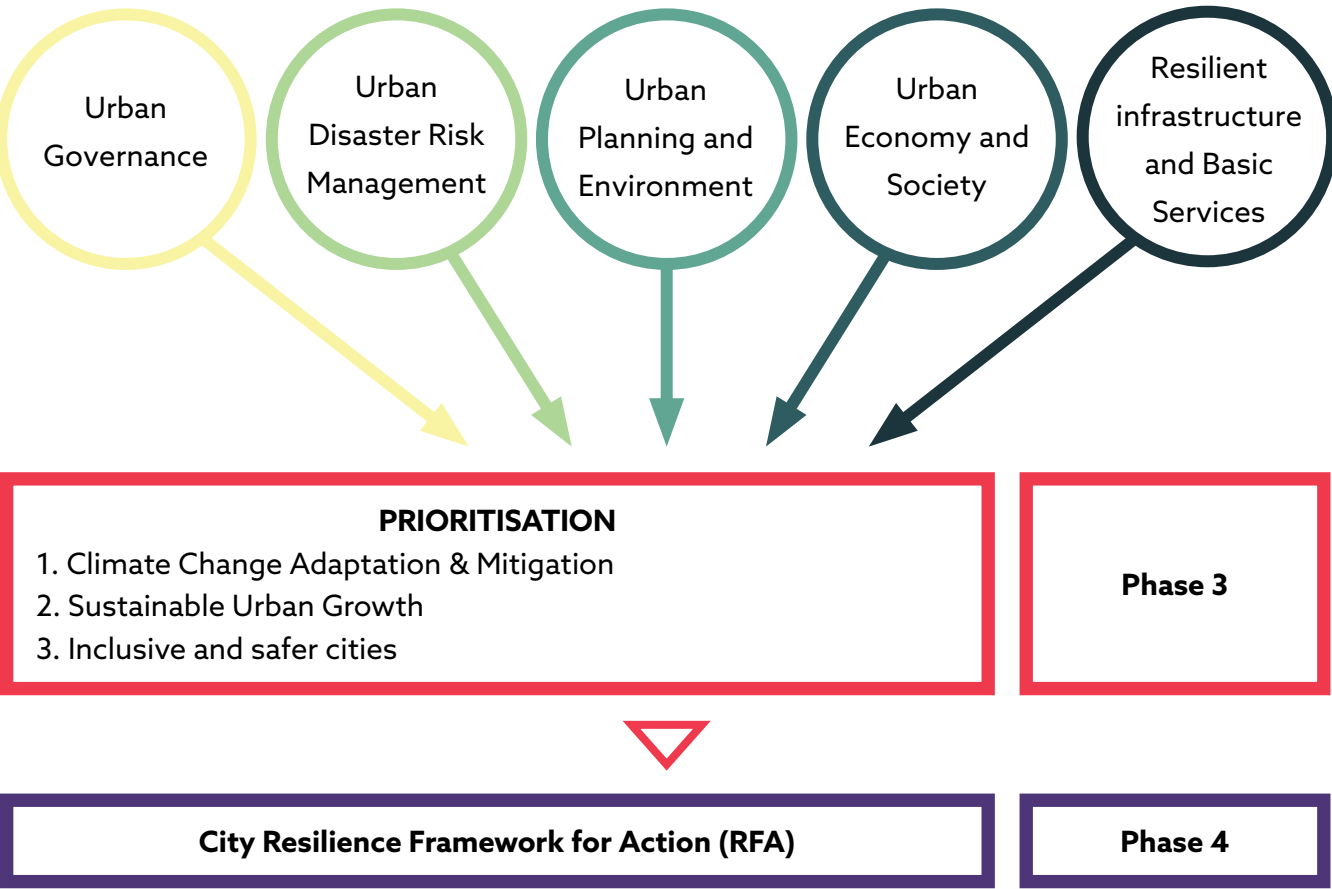 Urban
Governance
Urban
Disaster Risk
Management
Urban
Planning and
Environment
Urban
Economy and
Society
Resilient
infrastructure
and Basic
Services
PRIORITISATION
1. Climate Change Adaptation & Mitigation
2. Sustainable Urban Growth
3. Inclusive and safer cities
Phase 3
City Resilience Framework for Action (RFA)
Phase 4